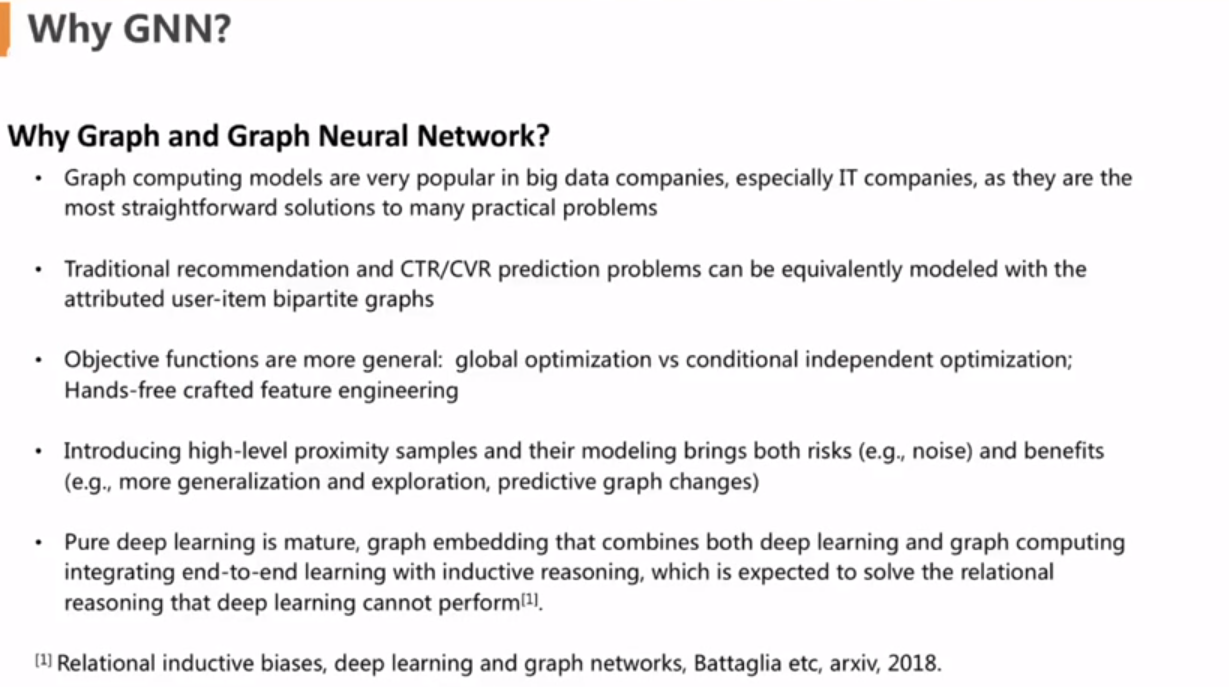 Why GNN?
Why Graph and Graph Neural Network?
• Graph computing models are very popular in big data companies, especially IT companies, as they are the
most straightforward solutions to many practical problems
• Traditional recommendation and CTR/CVR prediction problems can be equivalently modeled with the
attributed user-item bipartite graphs
• Objective functions are more general:  global optimization vs conditional independent optimization;
Hands-free crafted feature engineering
• Introducing high-level proximity samples and their modeling brings both risks (e.g., noise) and benefits
(e.g., more generalization and exploration, predictive graph changes)
• Pure deep learning is mature, graph embedding that combines both deep learning and graph computing
integrating end-to-end learning with inductive reasoning, which is expected to solve the relational
reasoning that deep learning cannot perform[1].
[1] Relational inductive biases, deep learning and graph networks, Battaglia etc, arxiv, 2018.